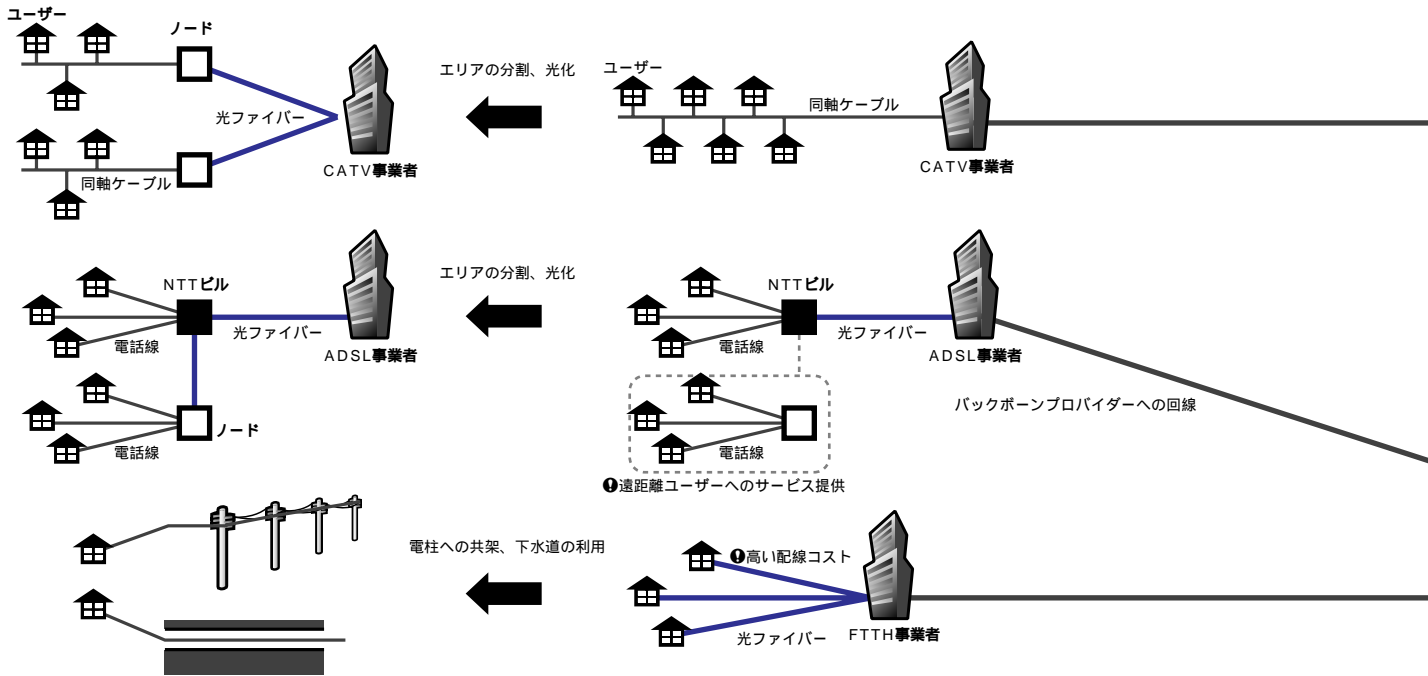 ユーザー
ノード
光ファイバー
同軸ケーブル
CATV事業者
エリアの分割、光化
ユーザー
同軸ケーブル
CATV事業者
NTTビル
光ファイバー
電話線
ADSL事業者
ノード
電話線
エリアの分割、光化
NTTビル
光ファイバー
電話線
ADSL事業者
バックボーンプロバイダーへの回線
電話線
!遠距離ユーザーへのサービス提供
電柱への共架、下水道の利用
!高い配線コスト
光ファイバー
FTTH事業者